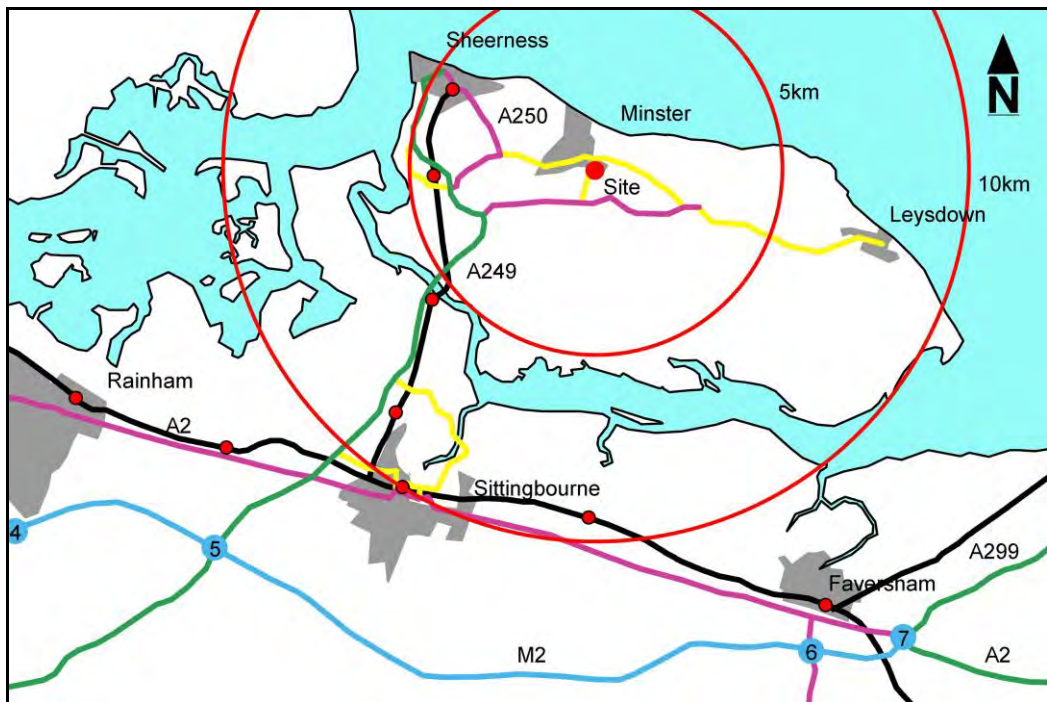 Sheerness
N
5km
A250
Minster
Site
10km
Leysdown
A249
Rainham
A2
Sittingbourne
4
5
A299
Faversham
7
M2
6
A2